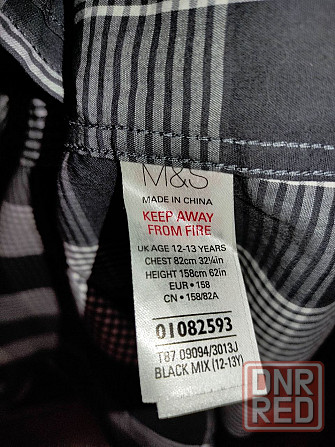 M&S
MADE IN CHINA
KEEP AWAY
FROM FIRE
UK AGE 12-13 YEARS
CHEST 82cm 32¼in
HEIGHT 158cm 62in
EUR • 158
CN • 158/82A
01082593
T87 09094/3013J
BLACK MIX (12-13Y)
DNR
RED